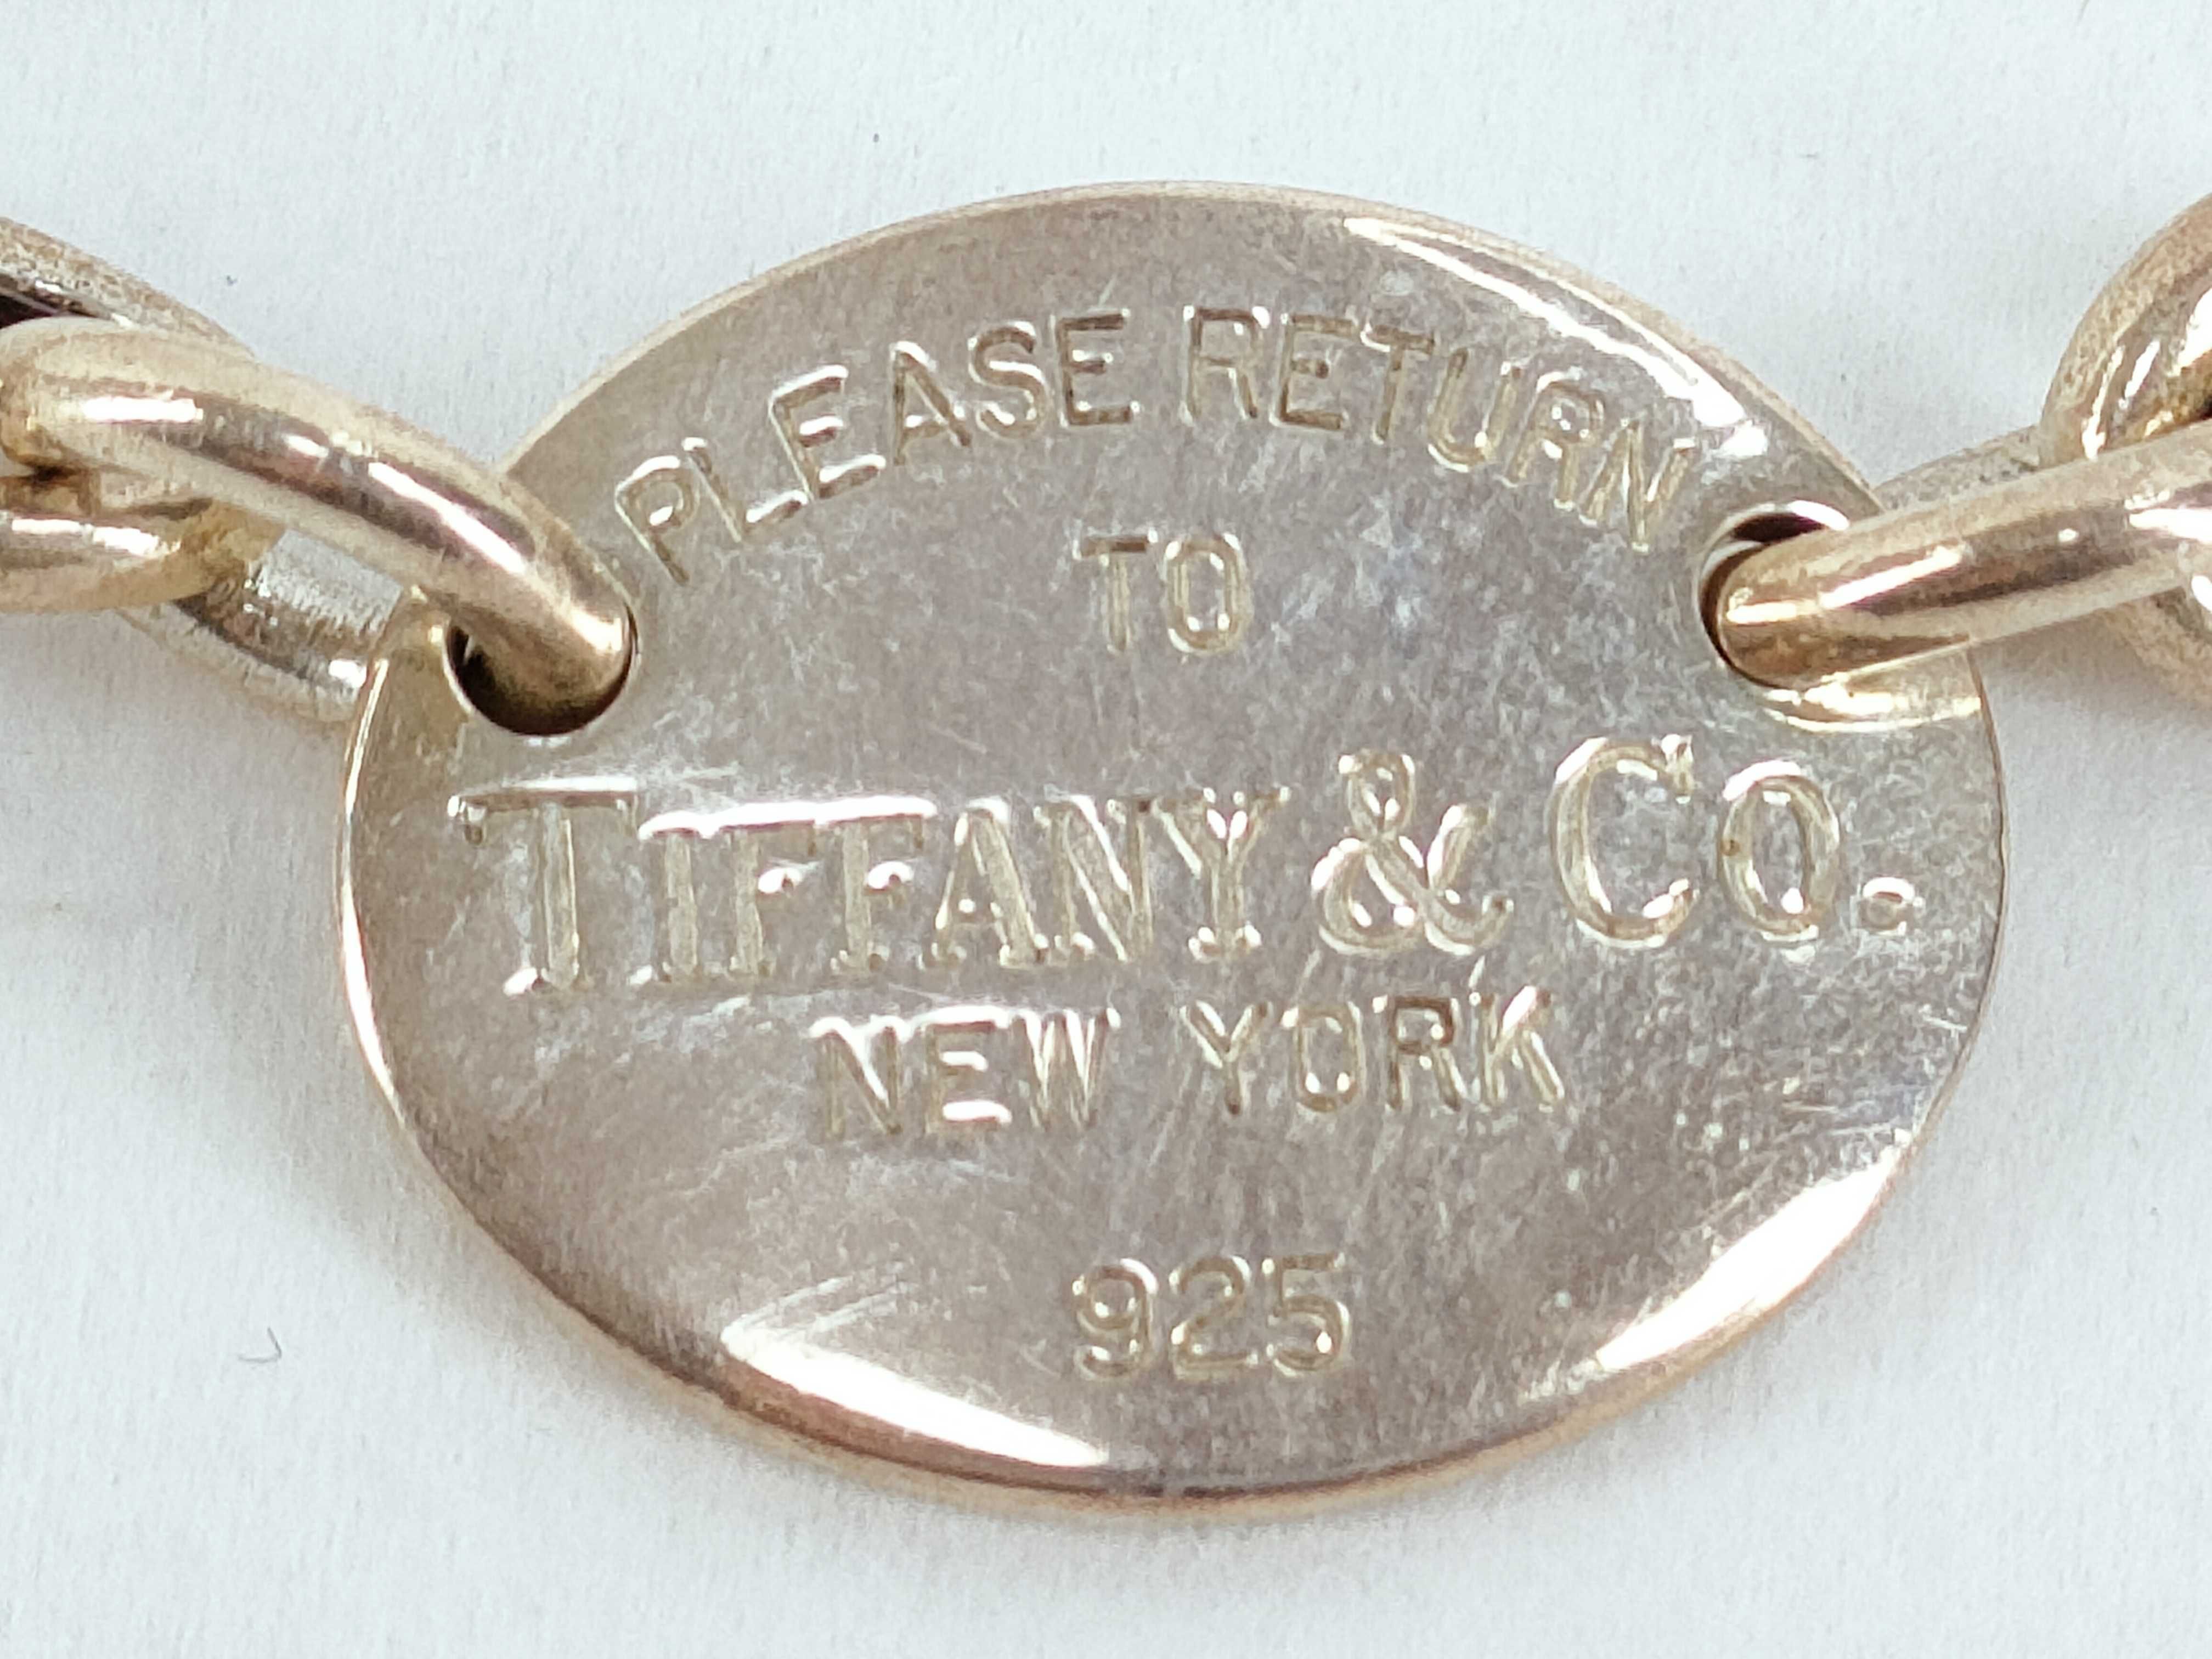 PLEASE RETURN
TO
TIFFANY & CO.
NEW YORK
925